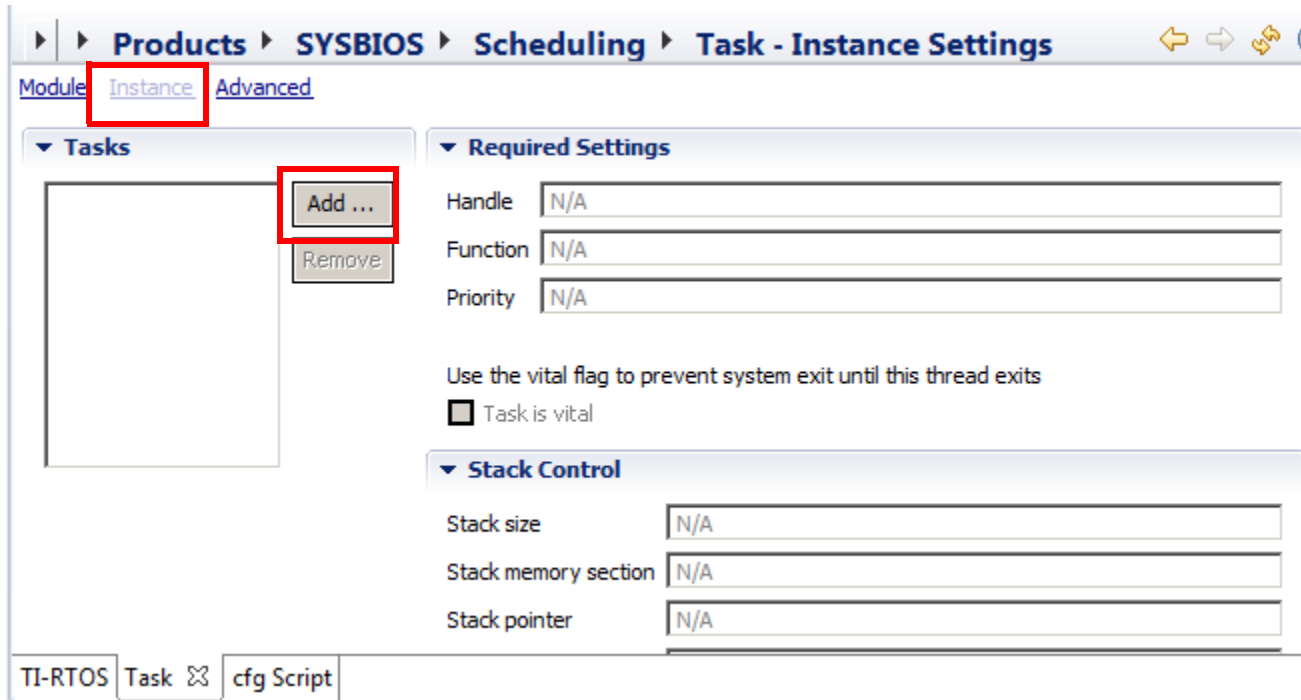 Products SYSBIOS Scheduling Task - Instance Settings
Module Instance Advanced
Tasks
Add ...
Remove
Required Settings
Handle N/A
Function N/A
Priority N/A
Use the vital flag to prevent system exit until this thread exits
Task is vital
Stack Control
Stack size N/A
Stack memory section N/A
Stack pointer N/A
TI-RTOS Task cfg Script